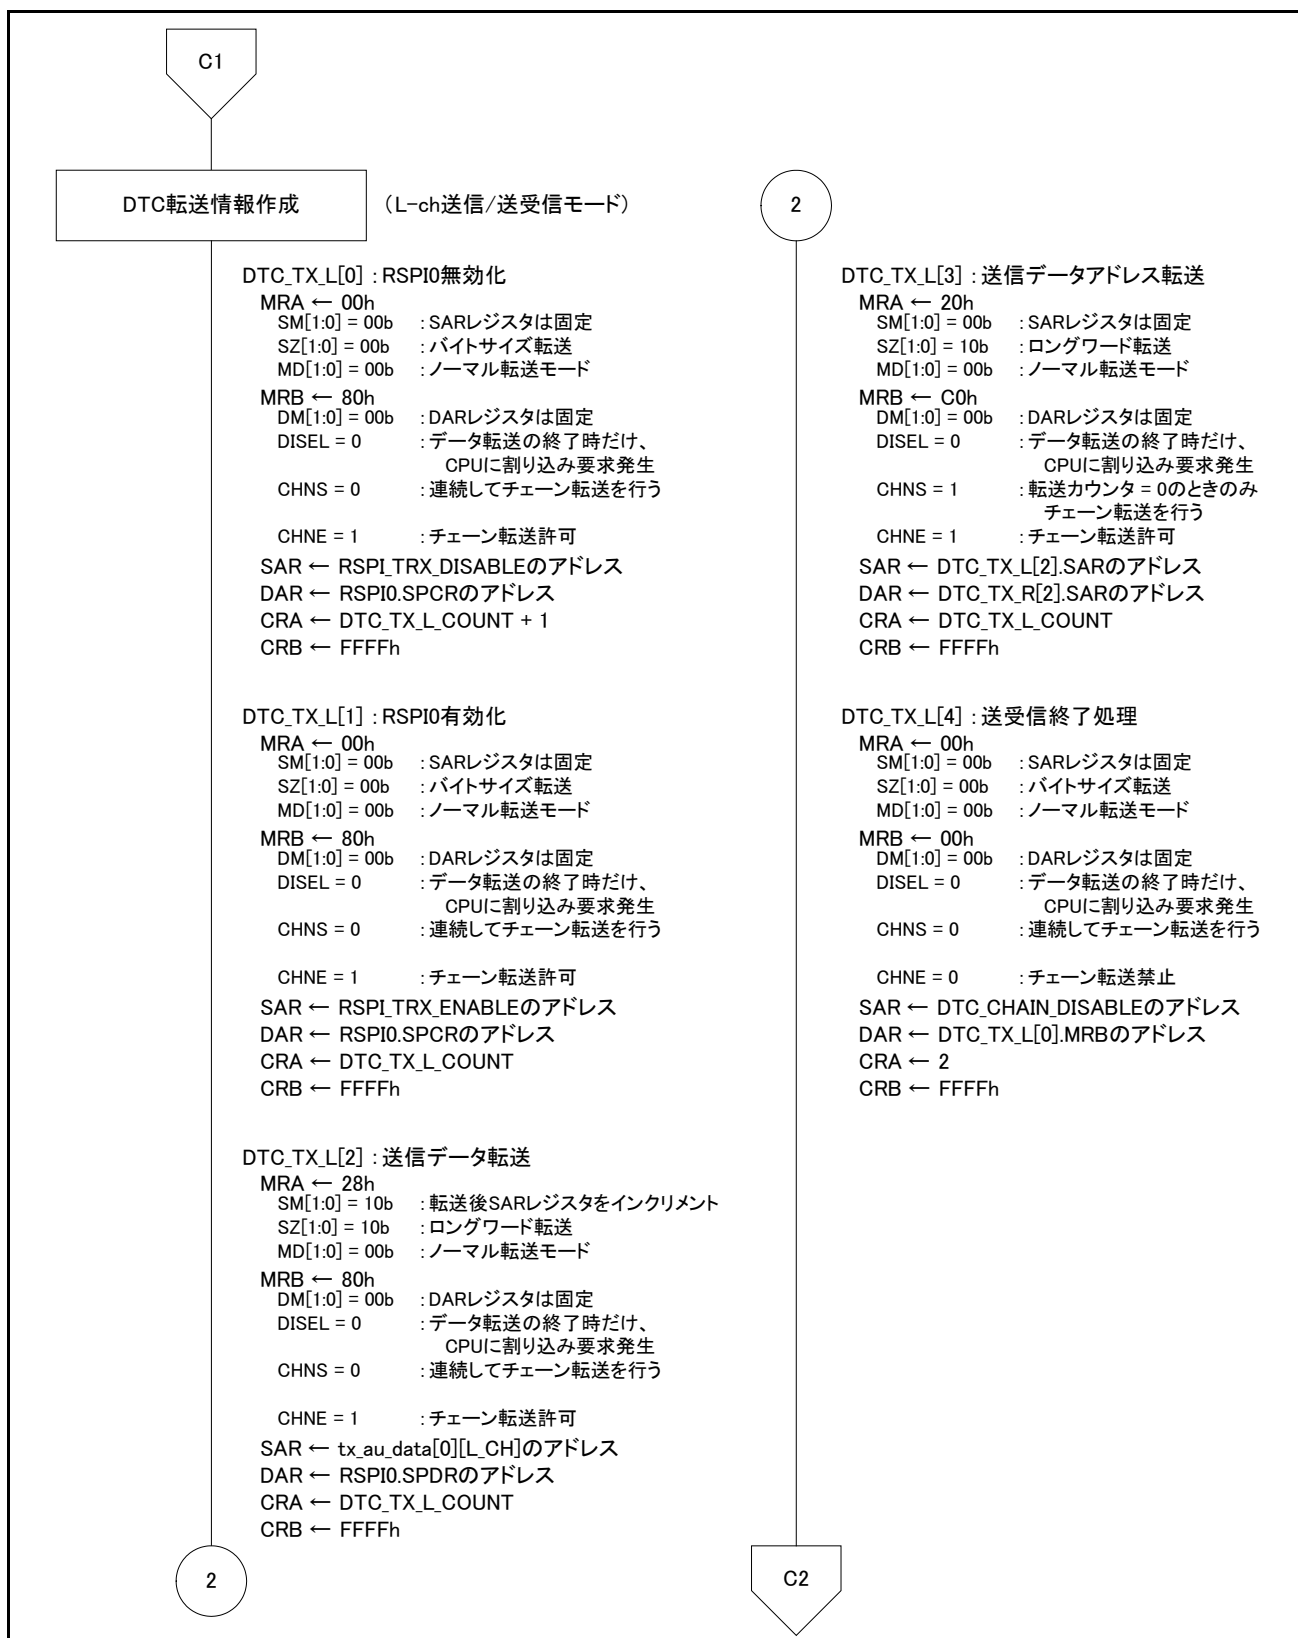 C1
DTC転送情報作成
（L-ch送信/送受信モード）
DTC_TX_L[0] : RSPI0無効化
MRA ← 00h
SM[1:0] = 00b : SARレジスタは固定
SZ[1:0] = 00b : バイトサイズ転送
MD[1:0] = 00b : ノーマル転送モード
MRB ← 80h
DM[1:0] = 00b : DARレジスタは固定
DISEL = 0 : データ転送の終了時だけ、
CPUに割り込み要求発生
CHNS = 0 : 連続してチェーン転送を行う
CHNE = 1 : チェーン転送許可
SAR ← RSPI_TRX_DISABLEのアドレス
DAR ← RSPI0.SPCRのアドレス
CRA ← DTC_TX_L_COUNT + 1
CRB ← FFFFh
DTC_TX_L[1] : RSPI0有効化
MRA ← 00h
SM[1:0] = 00b : SARレジスタは固定
SZ[1:0] = 00b : バイトサイズ転送
MD[1:0] = 00b : ノーマル転送モード
MRB ← 80h
DM[1:0] = 00b : DARレジスタは固定
DISEL = 0 : データ転送の終了時だけ、
CPUに割り込み要求発生
CHNS = 0 : 連続してチェーン転送を行う
CHNE = 1 : チェーン転送許可
SAR ← RSPI_TRX_ENABLEのアドレス
DAR ← RSPI0.SPCRのアドレス
CRA ← DTC_TX_L_COUNT
CRB ← FFFFh
DTC_TX_L[2] : 送信データ転送
MRA ← 28h
SM[1:0] = 10b : 転送後SARレジスタをインクリメント
SZ[1:0] = 10b : ロングワード転送
MD[1:0] = 00b : ノーマル転送モード
MRB ← 80h
DM[1:0] = 00b : DARレジスタは固定
DISEL = 0 : データ転送の終了時だけ、
CPUに割り込み要求発生
CHNS = 0 : 連続してチェーン転送を行う
CHNE = 1 : チェーン転送許可
SAR ← tx_au_data[0][L_CH]のアドレス
DAR ← RSPI0.SPDRのアドレス
CRA ← DTC_TX_L_COUNT
CRB ← FFFFh
2
2
DTC_TX_L[3] : 送信データアドレス転送
MRA ← 20h
SM[1:0] = 00b : SARレジスタは固定
SZ[1:0] = 10b : ロングワード転送
MD[1:0] = 00b : ノーマル転送モード
MRB ← C0h
DM[1:0] = 00b : DARレジスタは固定
DISEL = 0 : データ転送の終了時だけ、
CPUに割り込み要求発生
CHNS = 1 : 転送カウンタ = 0のときのみ
チェーン転送を行う
CHNE = 1 : チェーン転送許可
SAR ← DTC_TX_L[2].SARのアドレス
DAR ← DTC_TX_R[2].SARのアドレス
CRA ← DTC_TX_L_COUNT
CRB ← FFFFh
DTC_TX_L[4] : 送受信終了処理
MRA ← 00h
SM[1:0] = 00b : SARレジスタは固定
SZ[1:0] = 00b : バイトサイズ転送
MD[1:0] = 00b : ノーマル転送モード
MRB ← 00h
DM[1:0] = 00b : DARレジスタは固定
DISEL = 0 : データ転送の終了時だけ、
CPUに割り込み要求発生
CHNS = 0 : 連続してチェーン転送を行う
CHNE = 0 : チェーン転送禁止
SAR ← DTC_CHAIN_DISABLEのアドレス
DAR ← DTC_TX_L[0].MRBのアドレス
CRA ← 2
CRB ← FFFFh
C2